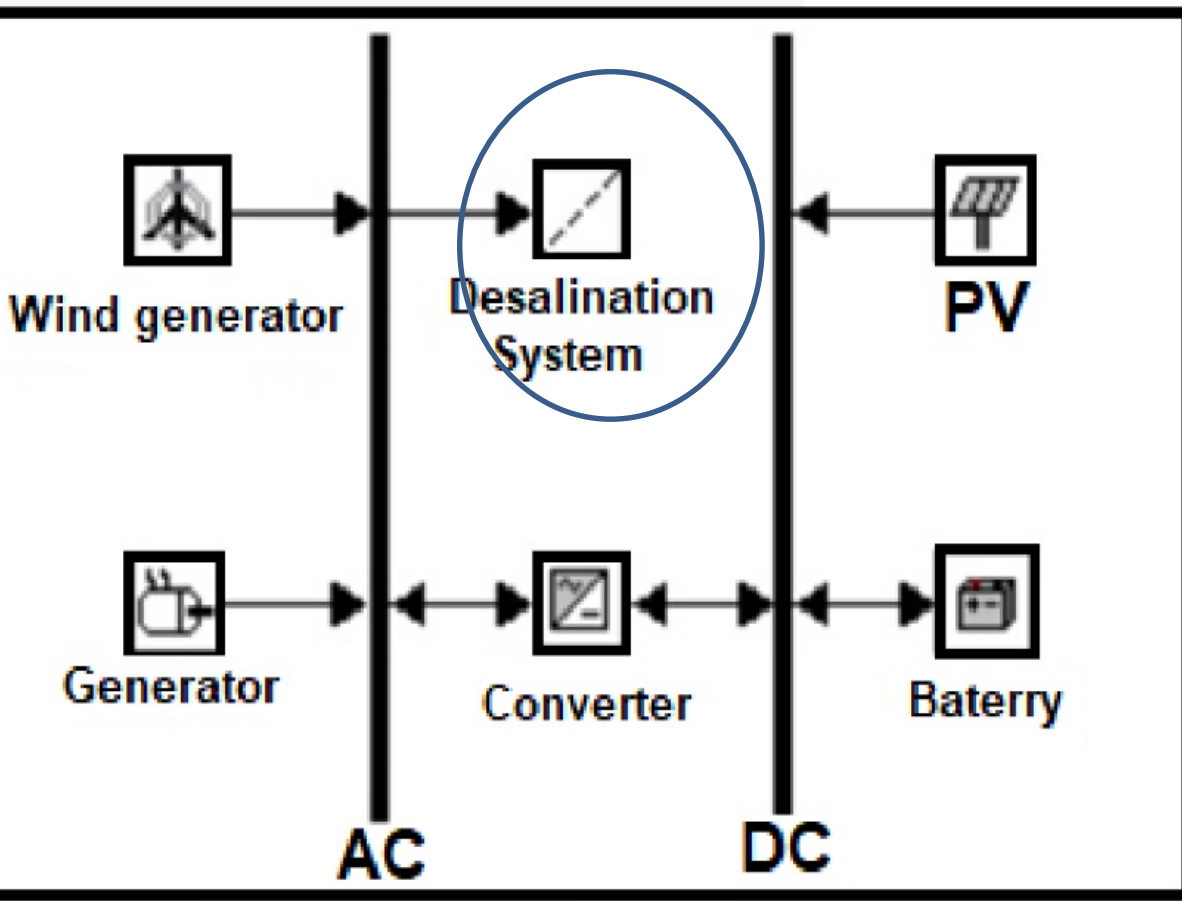 Wind generator
Desalination
System
PV
Generator
Converter
Baterry
AC
DC